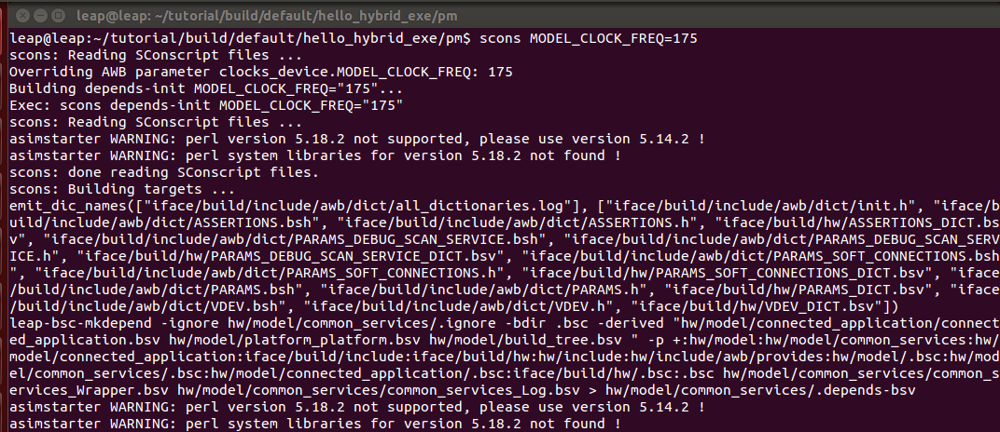 leap@leap: ~/tutorial/build/default/hello_hybrid_exe/pm
leap@leap:~/tutorial/build/default/hello_hybrid_exe/pm$ scons MODEL_CLOCK_FREQ=175
scons: Reading SConscript files ...
Overriding AWB parameter clocks_device.MODEL_CLOCK_FREQ: 175
Building depends-init MODEL_CLOCK_FREQ="175"...
Exec: scons depends-init MODEL_CLOCK_FREQ="175"
scons: Reading SConscript files ...
asimstarter WARNING: perl version 5.18.2 not supported, please use version 5.14.2 !
asimstarter WARNING: perl system libraries for version 5.18.2 not found !
scons: done reading SConscript files.
scons: Building targets ...
emit_dic_names(["iface/build/include/awb/dict/all_dictionaries.log"], ["iface/build/include/awb/dict/init.h", "iface/b
uild/include/awb/dict/ASSERTIONS.bsh", "iface/build/include/awb/dict/ASSERTIONS.h", "iface/build/hw/ASSERTIONS_DICT.bs
v", "iface/build/include/awb/dict/PARAMS_DEBUG_SCAN_SERVICE.bsh", "iface/build/include/awb/dict/PARAMS_DEBUG_SCAN_SERV
ICE.h", "iface/build/hw/PARAMS_DEBUG_SCAN_SERVICE_DICT.bsv", "iface/build/include/awb/dict/PARAMS_SOFT_CONNECTIONS.bsh
", "iface/build/include/awb/dict/PARAMS_SOFT_CONNECTIONS.h", "iface/build/hw/PARAMS_SOFT_CONNECTIONS_DICT.bsv", "iface
/build/include/awb/dict/PARAMS.bsh", "iface/build/include/awb/dict/PARAMS.h", "iface/build/hw/PARAMS_DICT.bsv", "iface
/build/include/awb/dict/VDEV.bsh", "iface/build/include/awb/dict/VDEV.h", "iface/build/hw/VDEV_DICT.bsv"])
leap-bsc-mkdepend -ignore hw/model/common_services/.ignore -bdir .bsc -derived "hw/model/connected_application/connect
ed_application.bsv hw/model/platform_platform.bsv hw/model/build_tree.bsv " -p +:hw/model:hw/model/common_services:hw/
model/connected_application:iface/build/include:iface/build/hw:hw/include:hw/include/awb/provides:hw/model/.bsc:hw/mod
el/common_services/.bsc:hw/model/connected_application/.bsc:iface/build/hw/.bsc:.bsc hw/model/common_services/common_s
ervices_Wrapper.bsv hw/model/common_services/common_services_Log.bsv > hw/model/common_services/.depends-bsv
asimstarter WARNING: perl version 5.18.2 not supported, please use version 5.14.2 !
asimstarter WARNING: perl system libraries for version 5.18.2 not found !